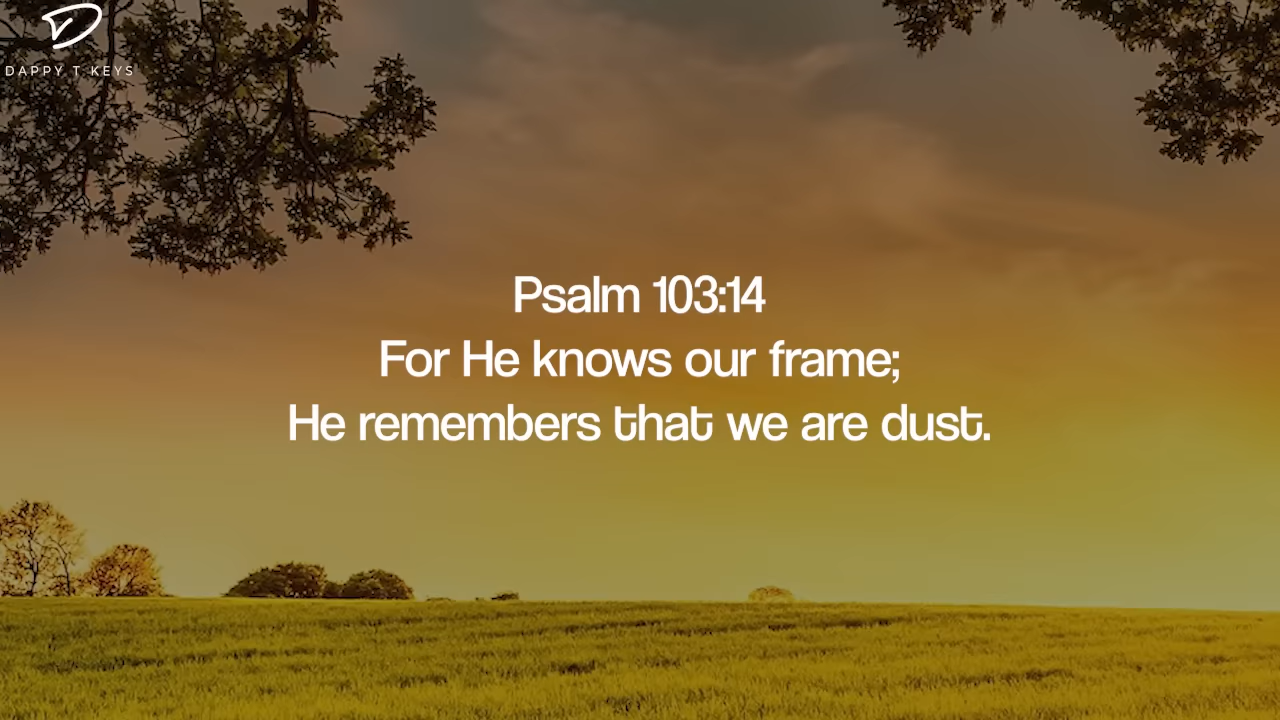 DAPPY T KEYS
Psalm 103:14
For He knows our frame;
He remembers that we are dust.